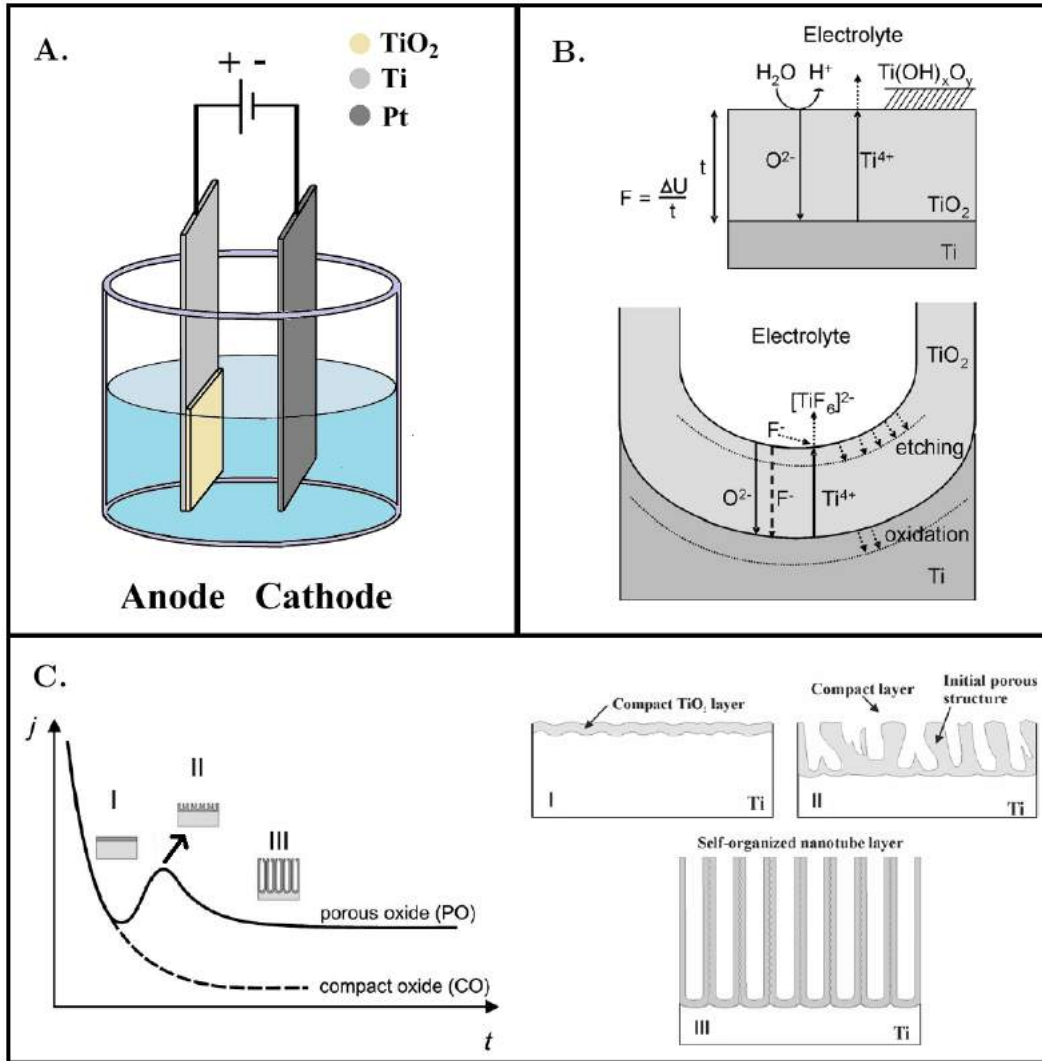 A.
+ -
TiO₂
Ti
Pt
Anode Cathode
B.
Electrolyte
H₂O H⁺ Ti(OH)ₓOᵧ
t
O²⁻ Ti⁴⁺
F = ΔU/t
TiO₂
Ti
Electrolyte
TiO₂
[TiF₆]²⁻
F⁻
etching
O²⁻ F⁻ Ti⁴⁺
oxidation
Ti
C.
j
I
II
III
porous oxide (PO)
compact oxide (CO)
t
Compact TiO₂ layer
I Ti
Compact layer
Initial porous
structure
II Ti
Self-organized nanotube layer
III Ti